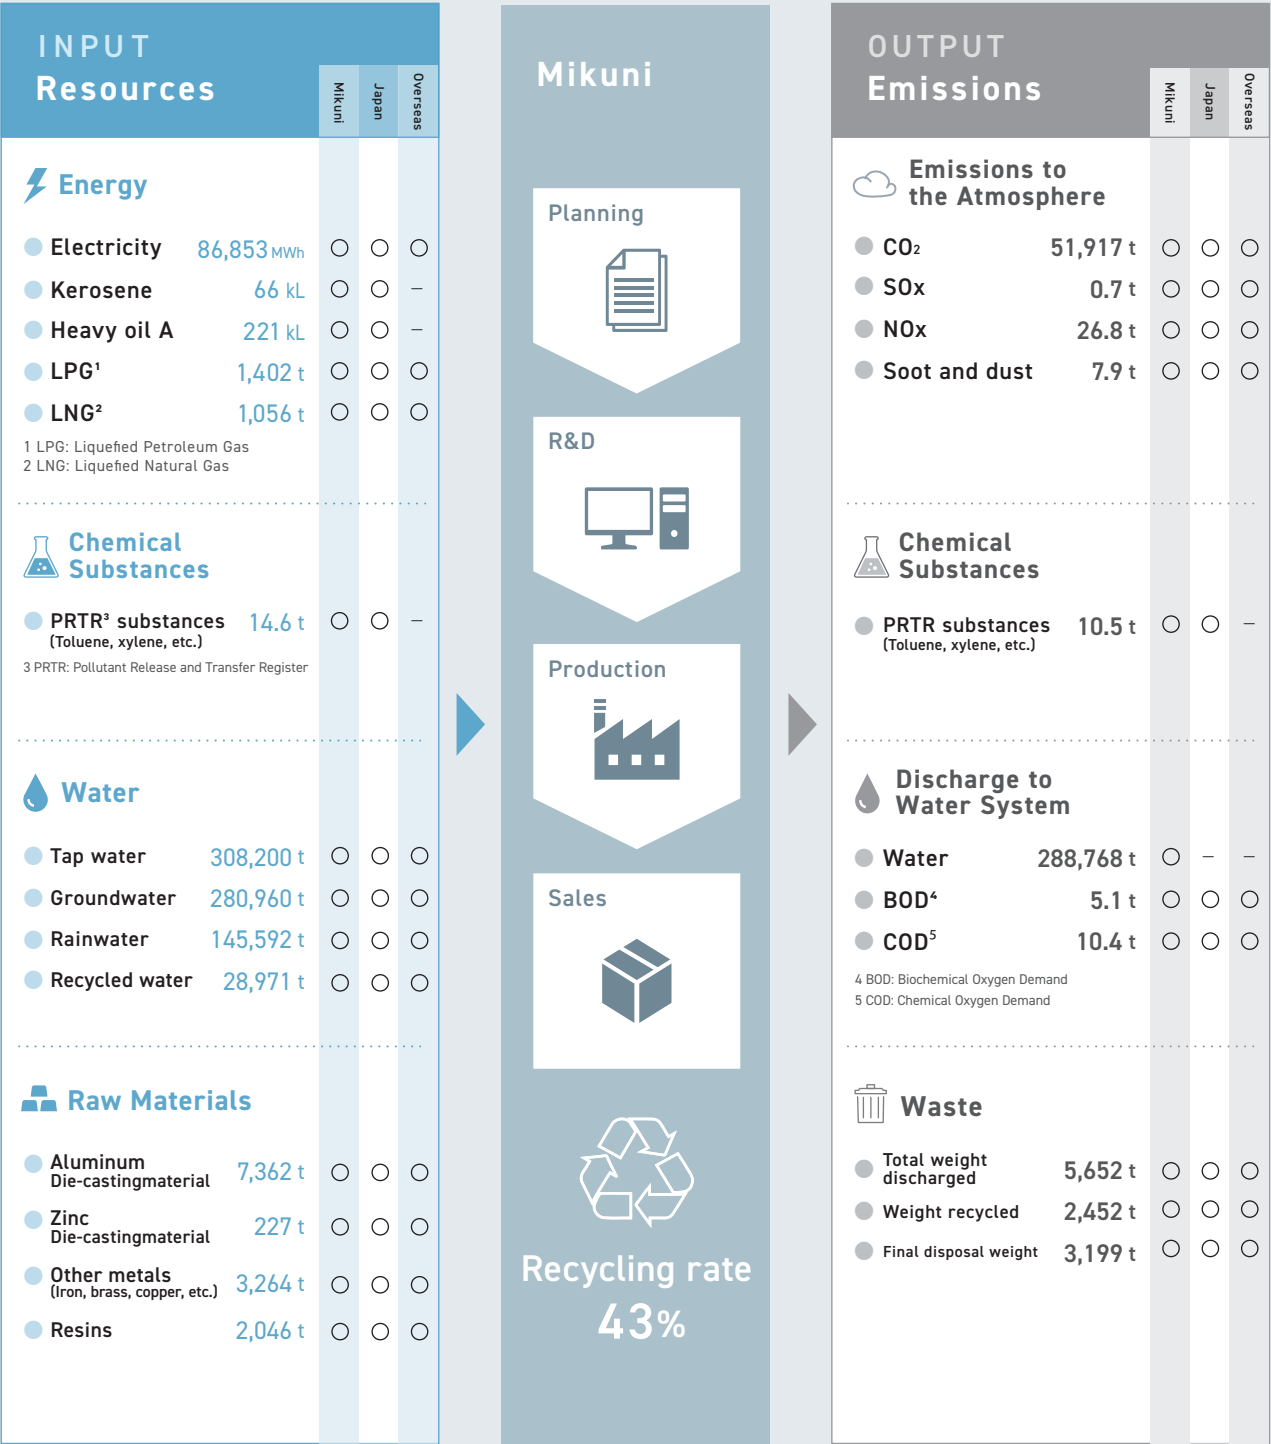 INPUT
Resources
Mikuni
Japan
Overseas
Energy
Electricity 86,853 MWh ○ ○ ○
Kerosene 66 kL ○ ○ –
Heavy oil A 221 kL ○ ○ –
LPG¹ 1,402 t ○ ○ ○
LNG² 1,056 t ○ ○ ○
1 LPG: Liquefied Petroleum Gas
2 LNG: Liquefied Natural Gas
Chemical
Substances
PRTR³ substances 14.6 t ○ ○ –
(Toluene, xylene, etc.)
3 PRTR: Pollutant Release and Transfer Register
Water
Tap water 308,200 t ○ ○ ○
Groundwater 280,960 t ○ ○ ○
Rainwater 145,592 t ○ ○ ○
Recycled water 28,971 t ○ ○ ○
Raw Materials
Aluminum
Die-castingmaterial 7,362 t ○ ○ ○
Zinc
Die-castingmaterial 227 t ○ ○ ○
Other metals
(Iron, brass, copper, etc.) 3,264 t ○ ○ ○
Resins 2,046 t ○ ○ ○
Mikuni
Planning
R&D
Production
Sales
Recycling rate
43%
OUTPUT
Emissions
Mikuni
Japan
Overseas
Emissions to
the Atmosphere
CO₂ 51,917 t ○ ○ ○
SOx 0.7 t ○ ○ ○
NOx 26.8 t ○ ○ ○
Soot and dust 7.9 t ○ ○ ○
Chemical
Substances
PRTR substances 10.5 t ○ ○ –
(Toluene, xylene, etc.)
Discharge to
Water System
Water 288,768 t ○ – –
BOD⁴ 5.1 t ○ ○ ○
COD⁵ 10.4 t ○ ○ ○
4 BOD: Biochemical Oxygen Demand
5 COD: Chemical Oxygen Demand
Waste
Total weight
discharged 5,652 t ○ ○ ○
Weight recycled 2,452 t ○ ○ ○
Final disposal weight 3,199 t ○ ○ ○